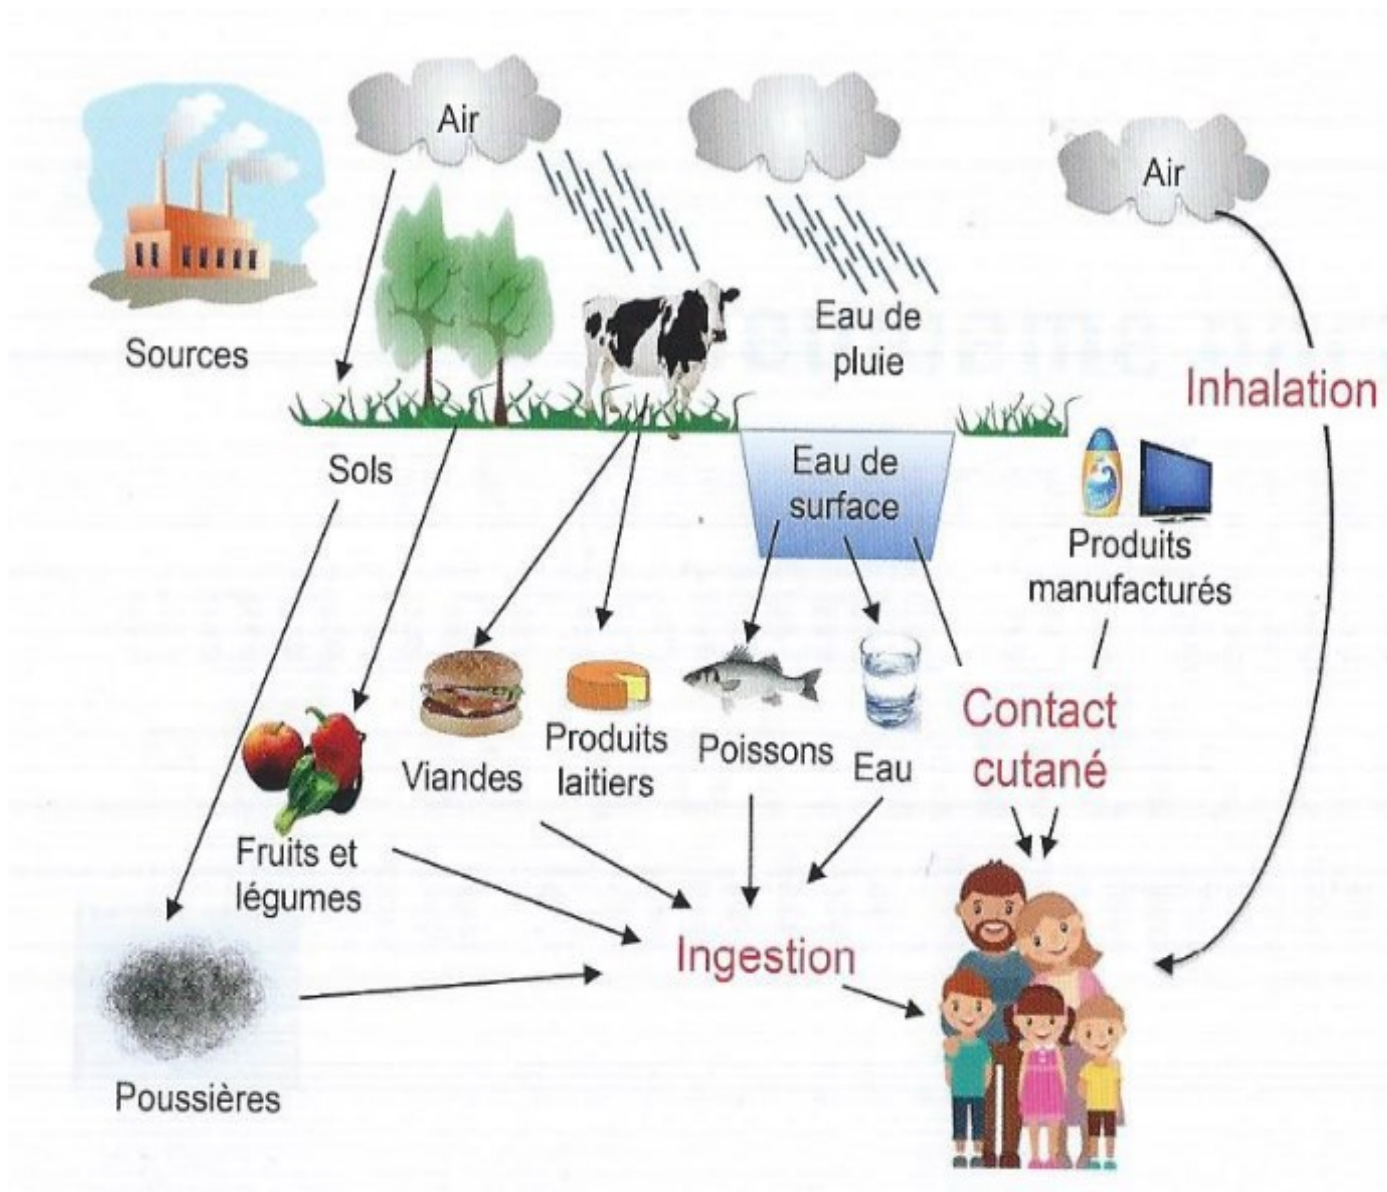 Air
Air
Sources
Eau de
pluie
Inhalation
Sols
Eau de
surface
Produits
manufacturés
Contact
cutané
Viandes
Produits
laitiers
Poissons
Eau
Fruits et
légumes
Ingestion
Poussières